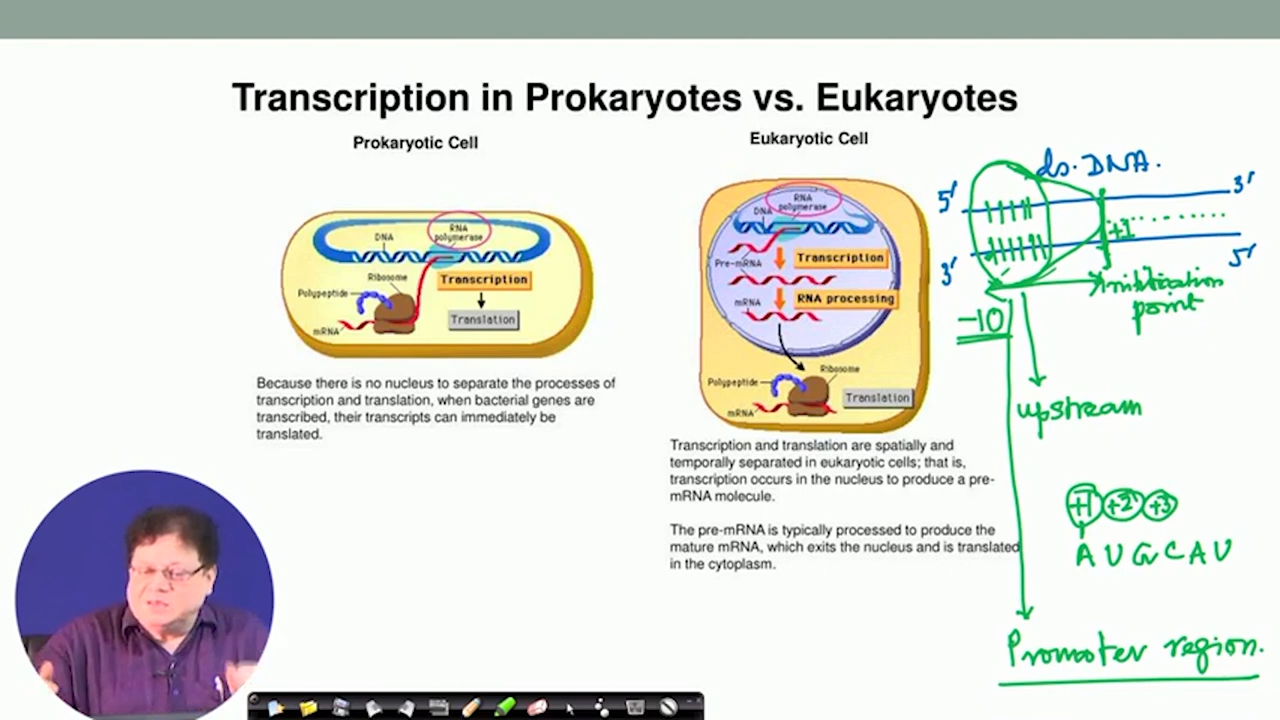 Transcription in Prokaryotes vs. Eukaryotes
Prokaryotic Cell
DNA
RNA
polymerase
Ribosome
Transcription
Polypeptide
Translation
mRNA
Because there is no nucleus to separate the processes of
transcription and translation, when bacterial genes are
transcribed, their transcripts can immediately be
translated.
Eukaryotic Cell
RNA
polymerase
DNA
Pre-mRNA
Transcription
mRNA
RNA processing
Ribosome
Polypeptide
Translation
mRNA
Transcription and translation are spatially and
temporally separated in eukaryotic cells; that is,
transcription occurs in the nucleus to produce a pre-
mRNA molecule.
The pre-mRNA is typically processed to produce the
mature mRNA, which exits the nucleus and is translated
in the cytoplasm.
ds. DNA.
5' 3'
+1
3' 5'
point
-10
upstream
+1 +2 +3
A U G C A U
Promoter region.